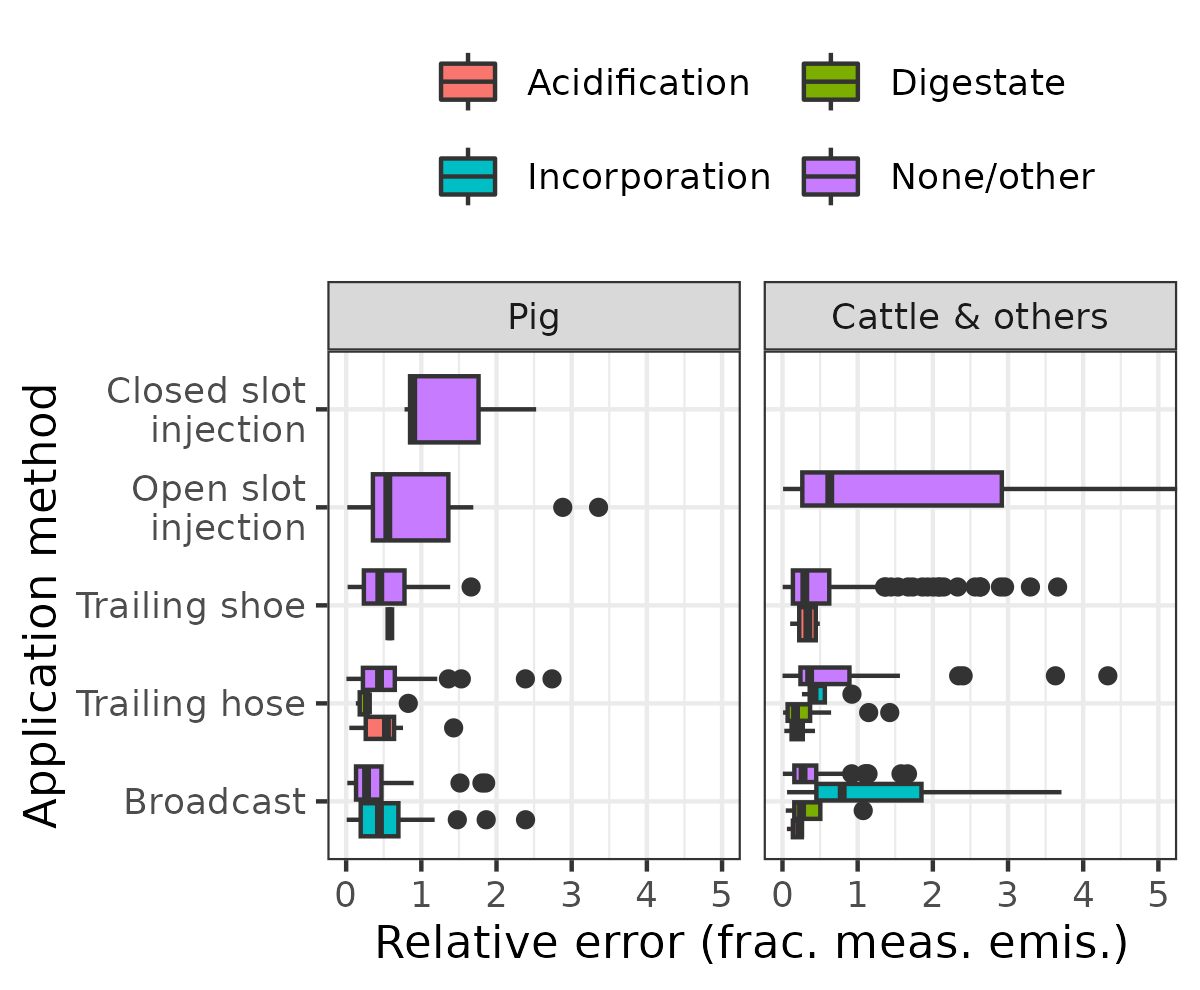 Acidification
Digestate
Incorporation
None/other
Pig
Cattle & others
Application method
Closed slot
injection
Open slot
injection
Trailing shoe
Trailing hose
Broadcast
0 1 2 3 4 5
0 1 2 3 4 5
Relative error (frac. meas. emis.)